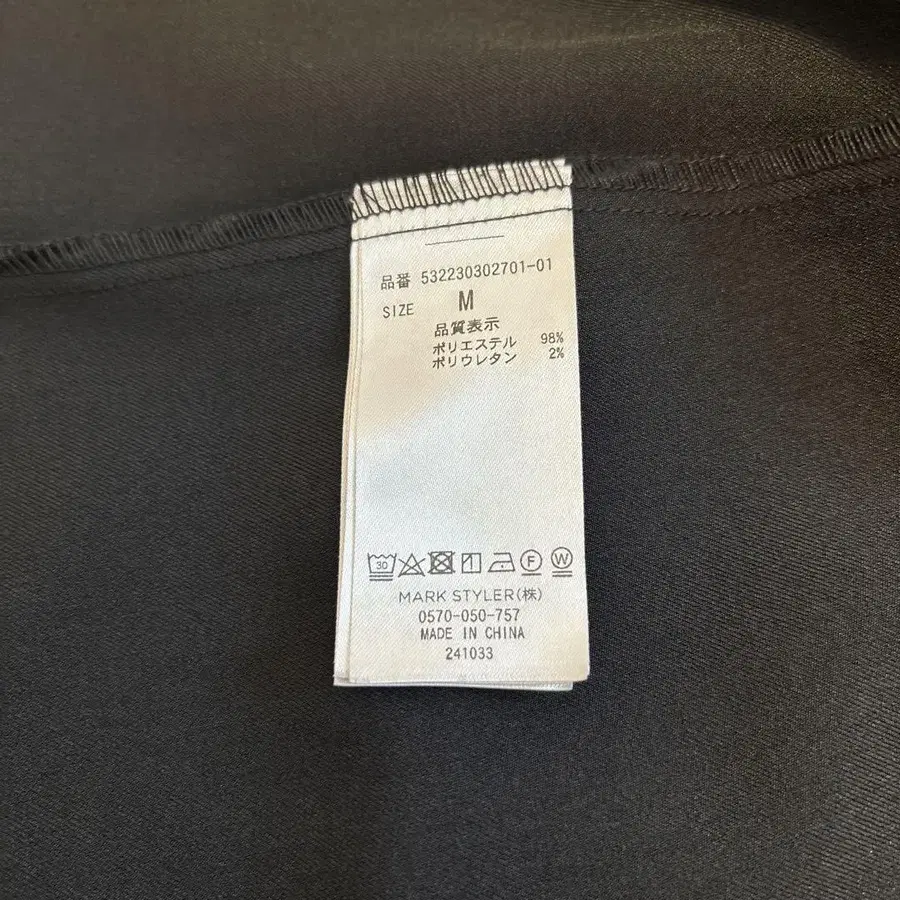 品番 532230302701-01
SIZE M
品質表示
ポリエステル 98%
ポリウレタン 2%
30 F W
MARK STYLER(株)
0570-050-757
MADE IN CHINA
241033